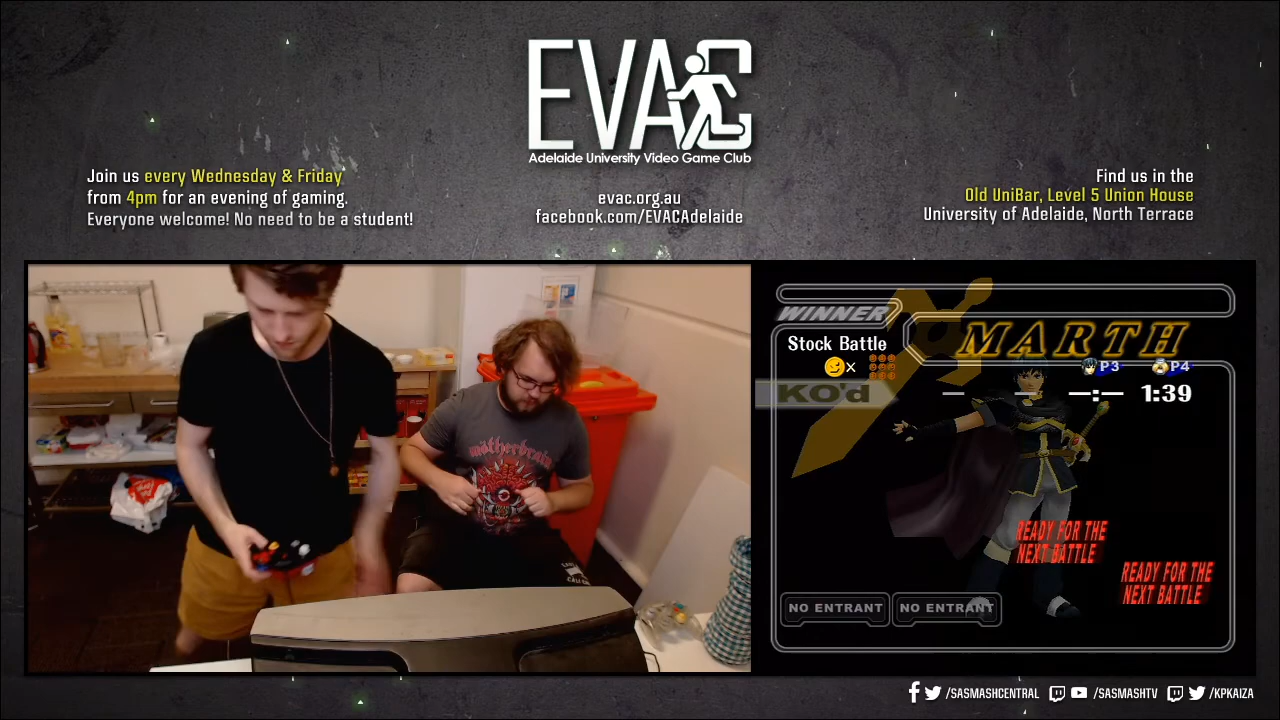 EVAC
Adelaide University Video Game Club
Join us every Wednesday & Friday
from 4pm for an evening of gaming.
Everyone welcome! No need to be a student!
evac.org.au
facebook.com/EVACAdelaide
Find us in the
Old UniBar, Level 5 Union House
University of Adelaide, North Terrace
mötherbrain
WINNER
MARTH
Stock Battle
×
P3
P4
KO'd
— — —:— 1:39
READY FOR THE
NEXT BATTLE
READY FOR THE
NEXT BATTLE
NO ENTRANT
NO ENTRANT
/SASMASHCENTRAL
/SASMASHTV
/KPKAIZA